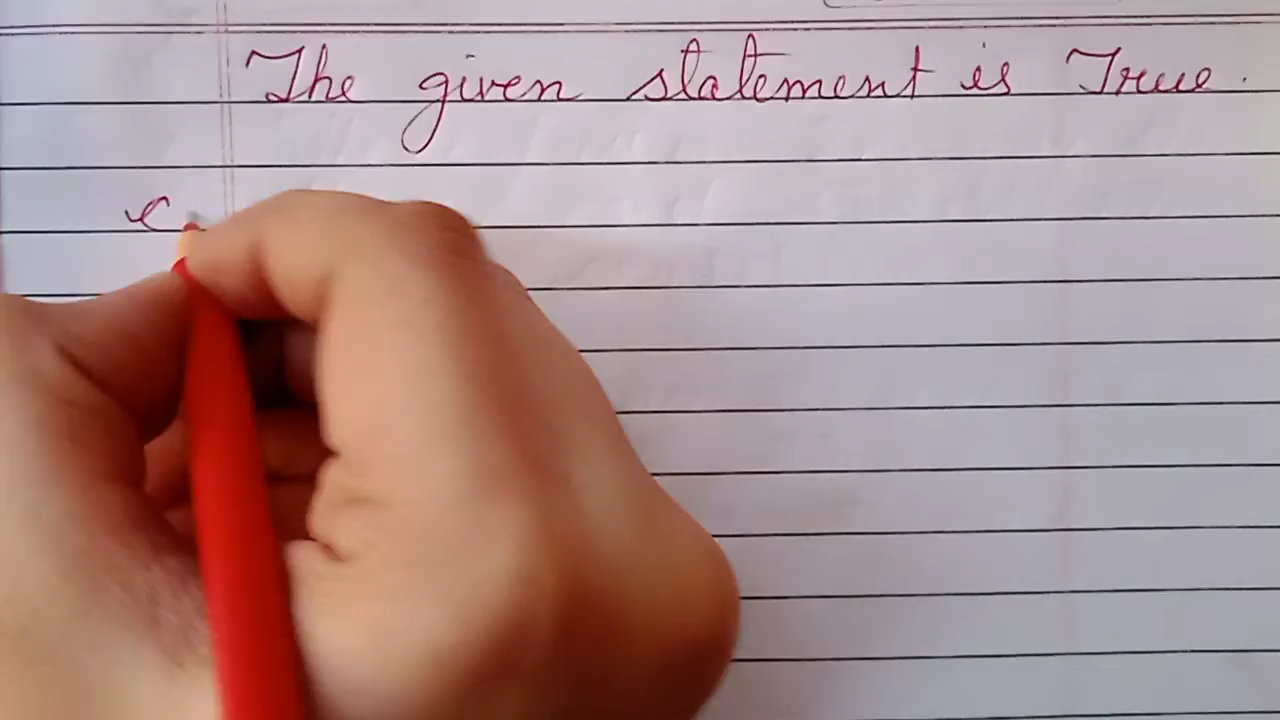 The given statement is True.